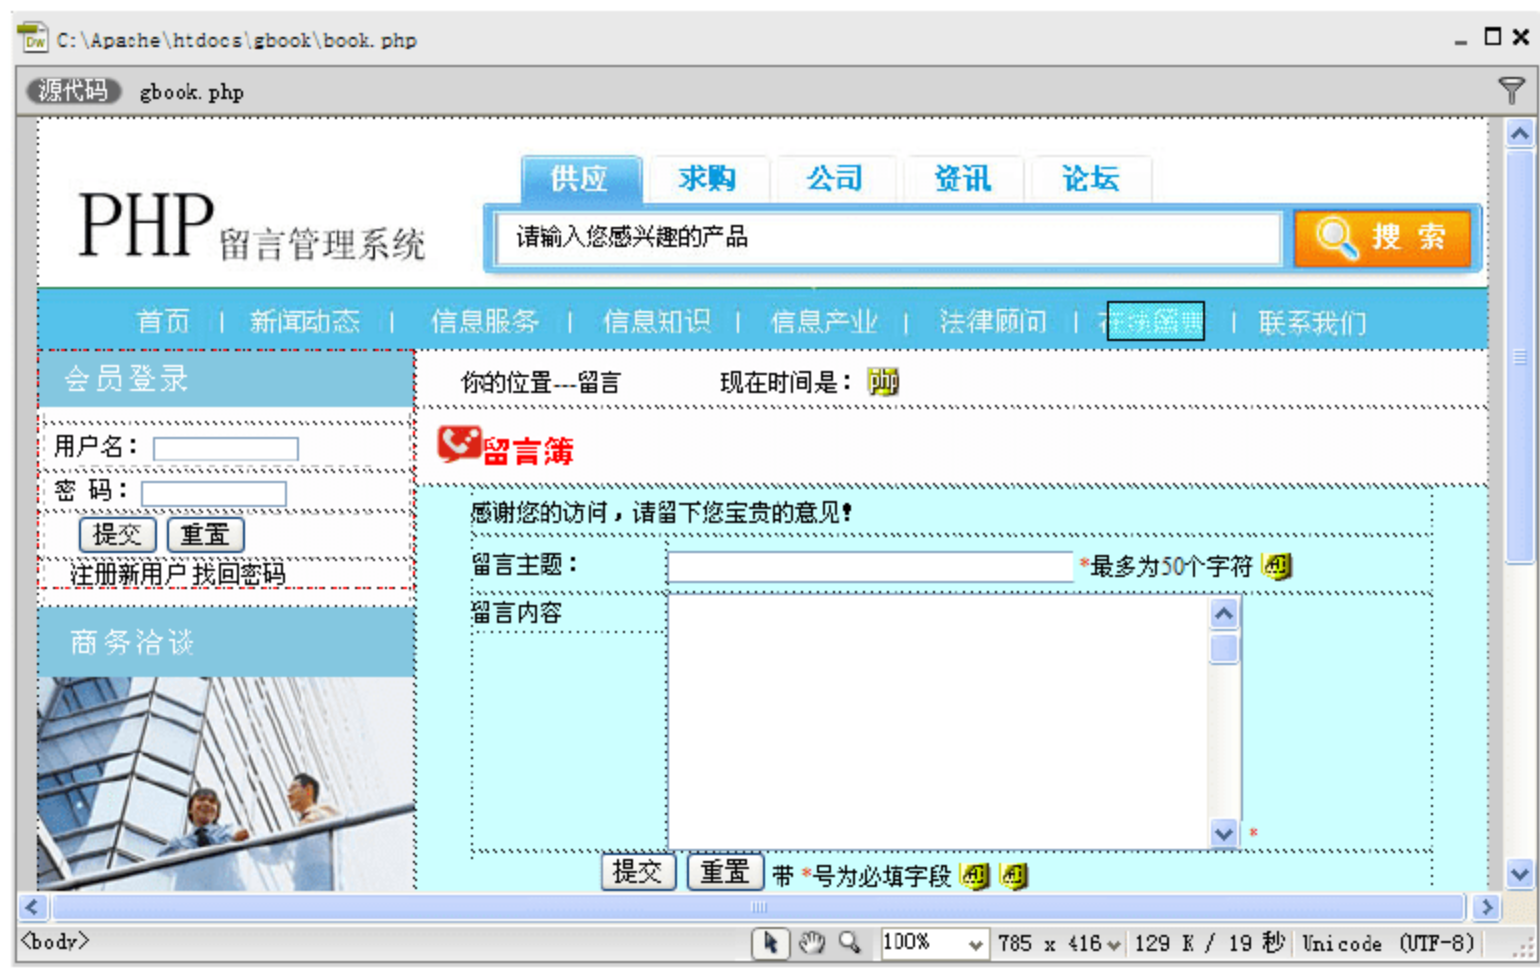 C:\Apache\htdocs\gbook\book.php
源代码 gbook.php
供应 求购 公司 资讯 论坛
PHP留言管理系统
请输入您感兴趣的产品 搜 索
首页 | 新闻动态 | 信息服务 | 信息知识 | 信息产业 | 法律顾问 | | 联系我们
会员登录
你的位置---留言 现在时间是： php
用户名：
留言簿
密 码：
感谢您的访问，请留下您宝贵的意见！
提交 重置
留言主题： *最多为50个字符
注册新用户 找回密码
留言内容
商务洽谈
*
提交 重置 带 *号为必填字段
<body> 100% 785 x 416 129 K / 19 秒 Unicode (UTF-8)